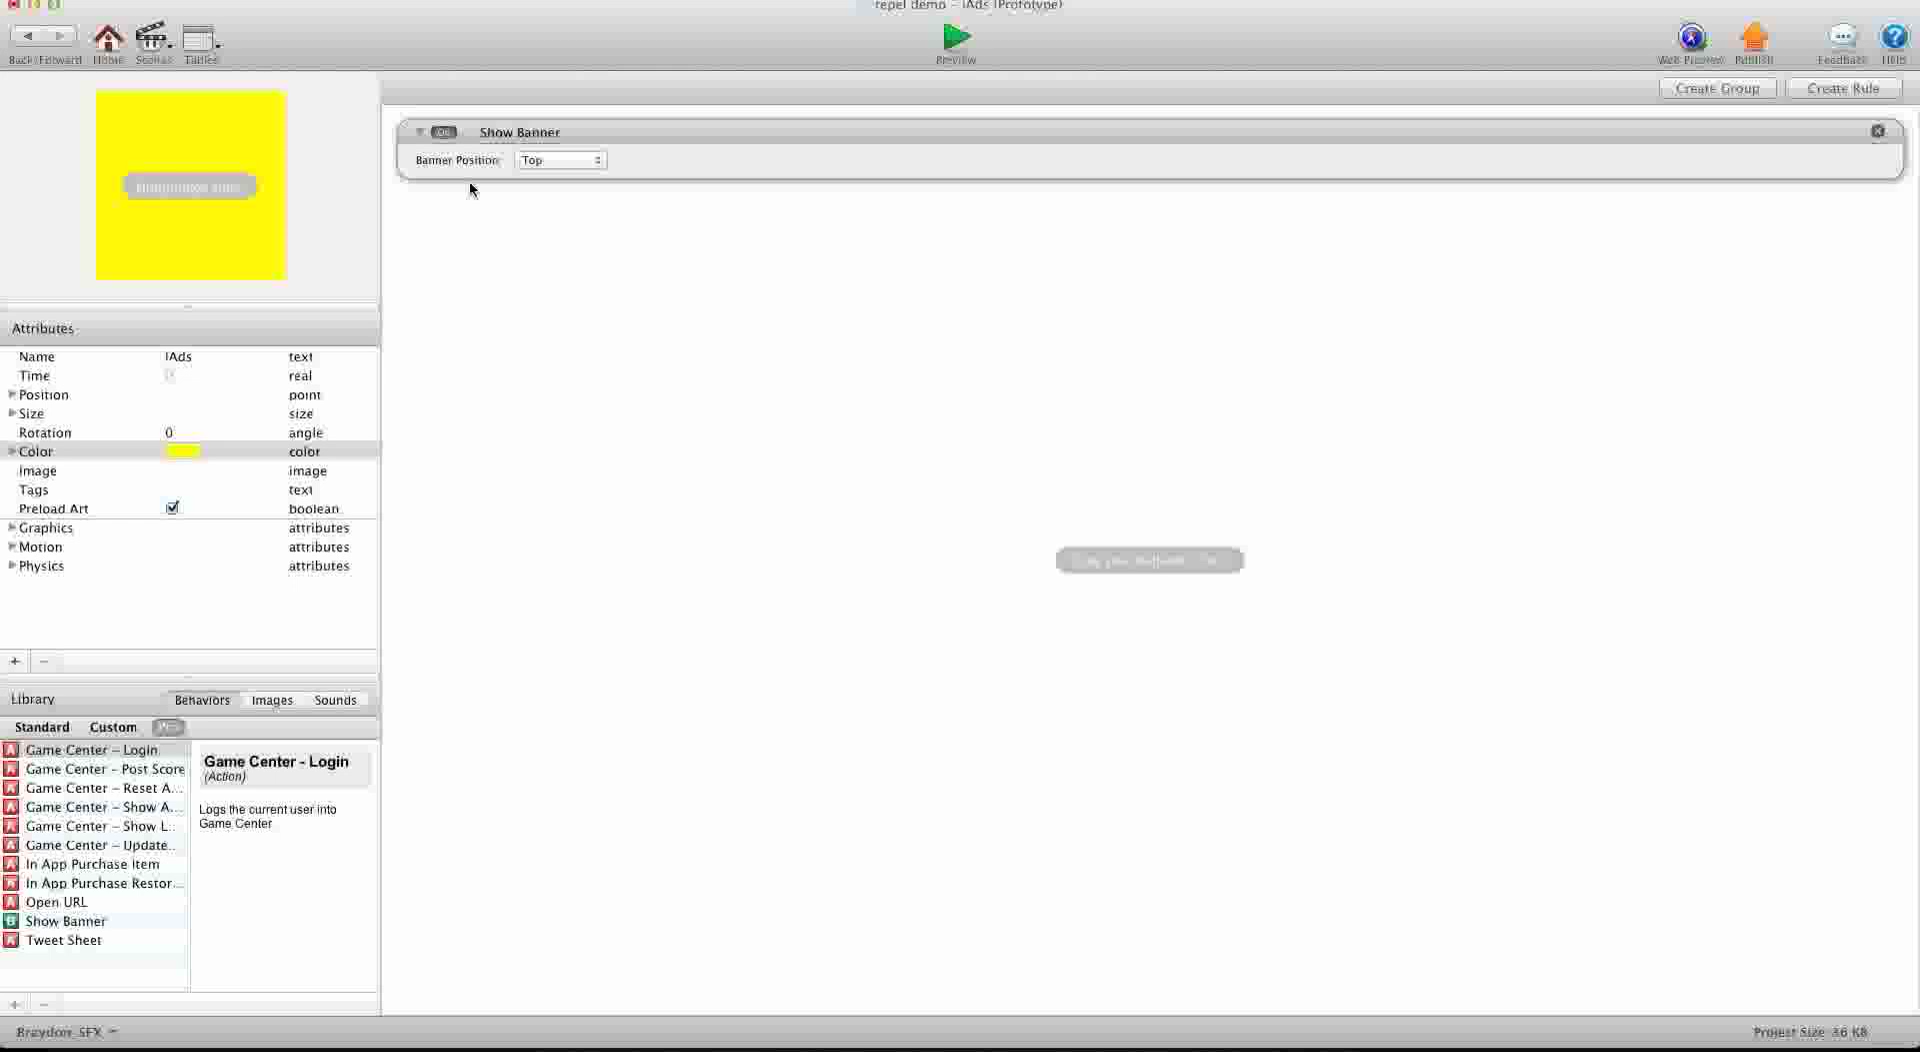 repel demo – iAds (Prototype)
Back/Forward Home Scenes Tables Preview Web Preview Publish Feedback Help
Create Group Create Rule
Show Banner
Banner Position: Top
Attributes
Name iAds text
Time real
Position point
Size size
Rotation 0 angle
Color color
Image image
Tags text
Preload Art boolean
Graphics attributes
Motion attributes
Physics attributes
+ –
Library Behaviors Images Sounds
Standard Custom
Game Center – Login
Game Center – Post Score
Game Center – Reset A...
Game Center – Show A...
Game Center – Show L...
Game Center – Update...
In App Purchase Item
In App Purchase Restor...
Open URL
Show Banner
Tweet Sheet
Game Center - Login
(Action)
Logs the current user into
Game Center
+ –
Braydon_SFX
Project Size: 36 KB